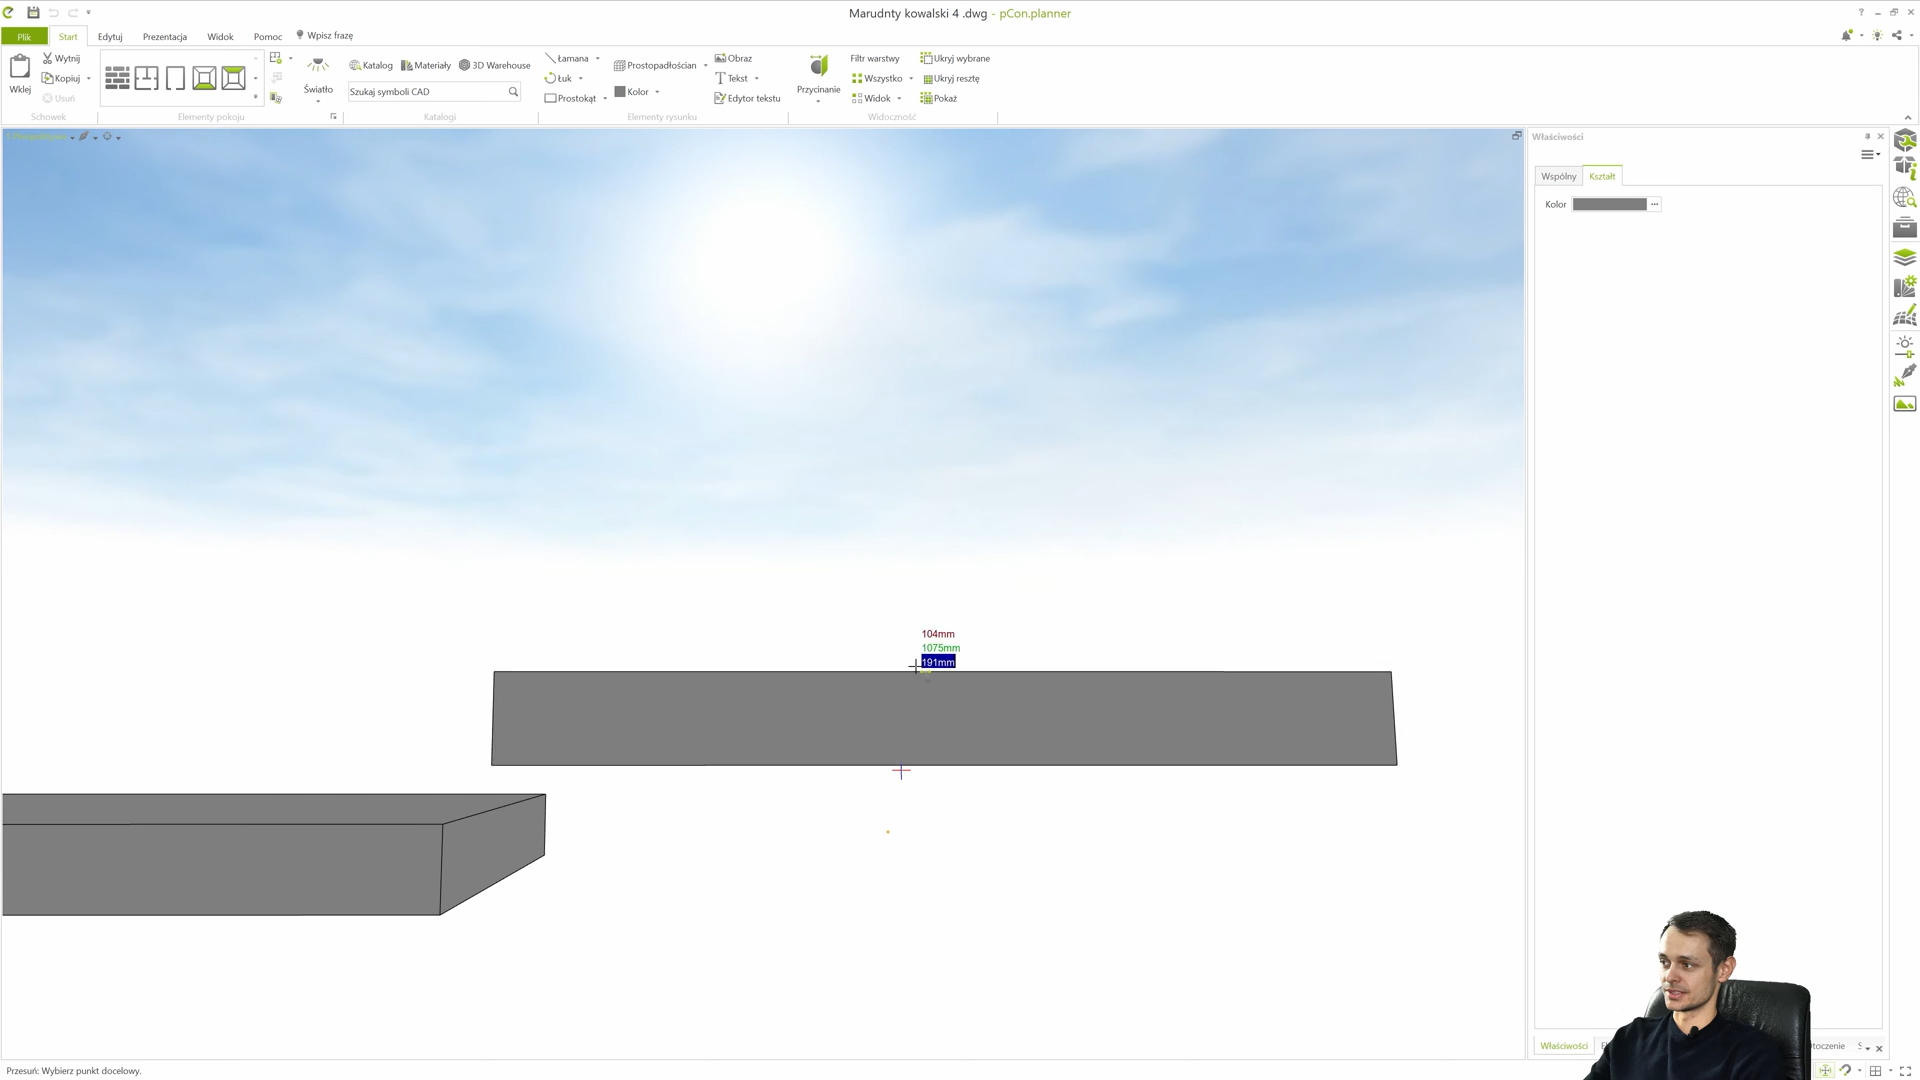 Marudnty kowalski 4 .dwg - pCon.planner
Plik Start Edytuj Prezentacja Widok Pomoc Wpisz frazę
Wklej
Wytnij
Kopiuj
Usuń
Schowek
Elementy pokoju
Światło
Katalog Materiały 3D Warehouse
Szukaj symboli CAD
Katalogi
Łamana
Łuk
Prostokąt
Prostopadłościan
Kolor
Obraz
Tekst
Edytor tekstu
Elementy rysunku
Przycinanie
Filtr warstwy
Wszystko
Widok
Ukryj wybrane
Ukryj resztę
Pokaż
Widoczność
Właściwości
Wspólny Kształt
Kolor
104mm
1075mm
191mm
Właściwości
toczenie
Przesuń: Wybierz punkt docelowy.